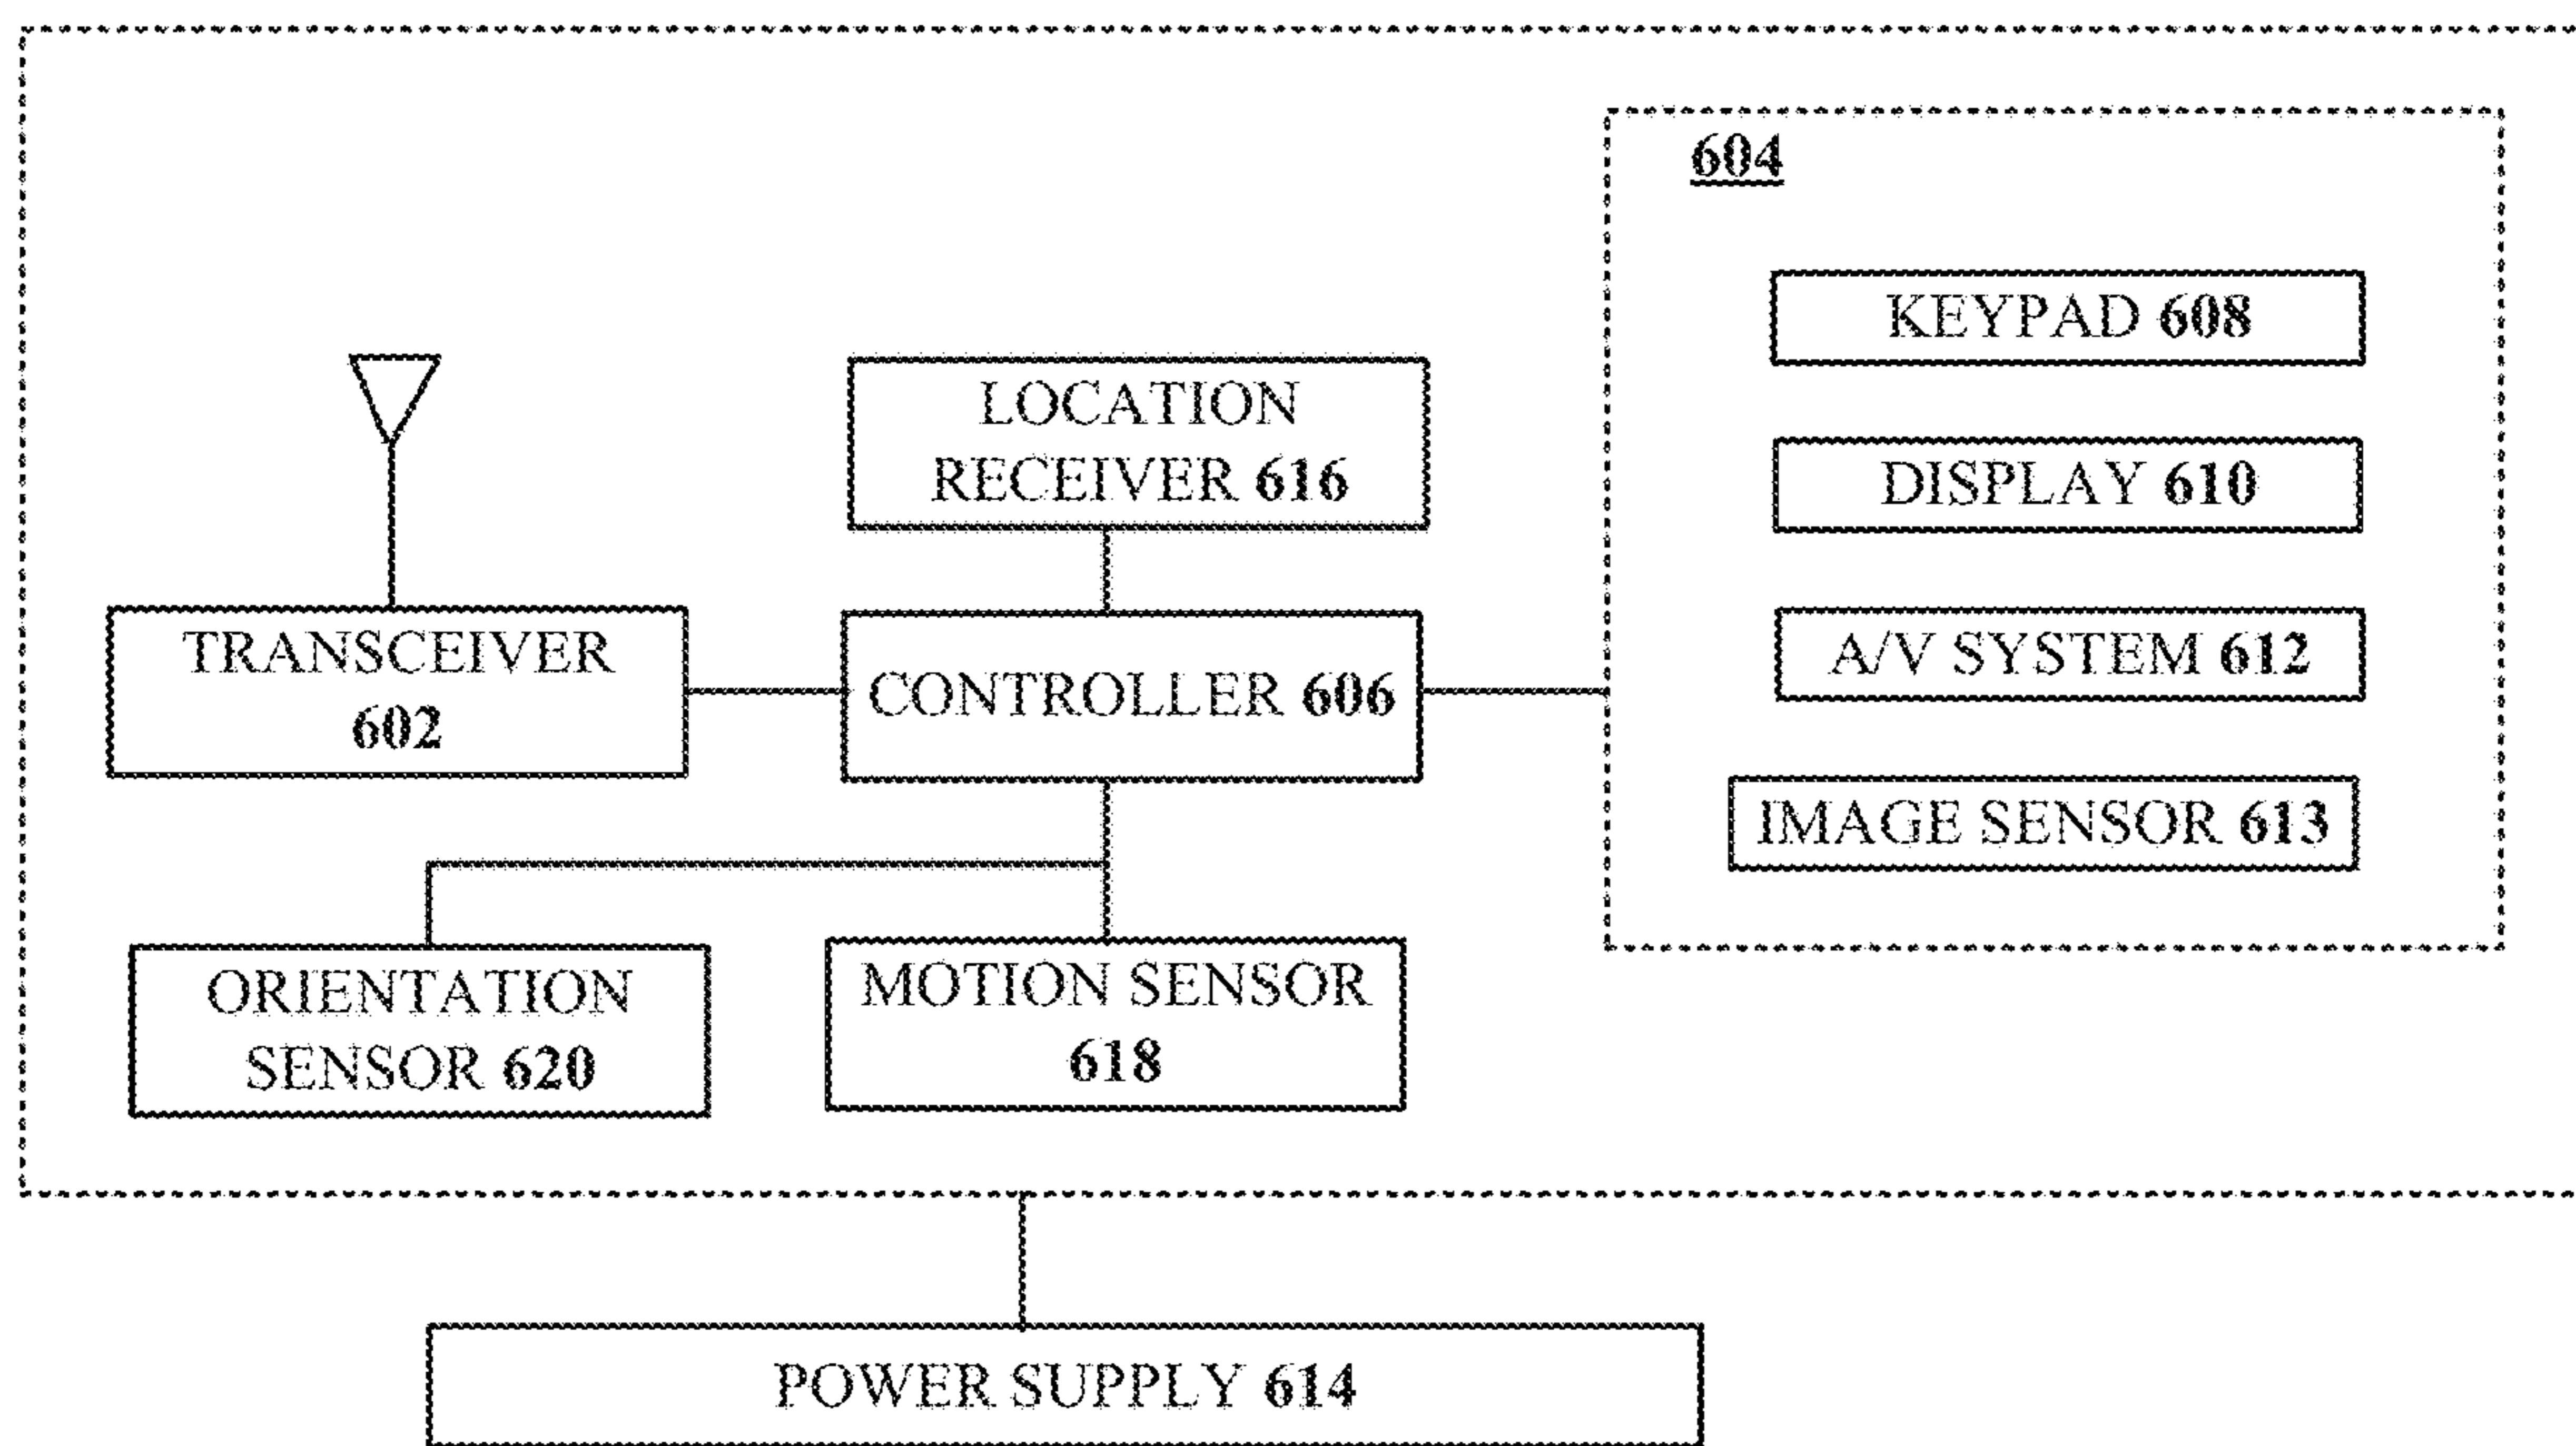 604
KEYPAD 608
LOCATION
RECEIVER 616
DISPLAY 610
TRANSCEIVER
602
CONTROLLER 606
A/V SYSTEM 612
IMAGE SENSOR 613
ORIENTATION
SENSOR 620
MOTION SENSOR
618
POWER SUPPLY 614